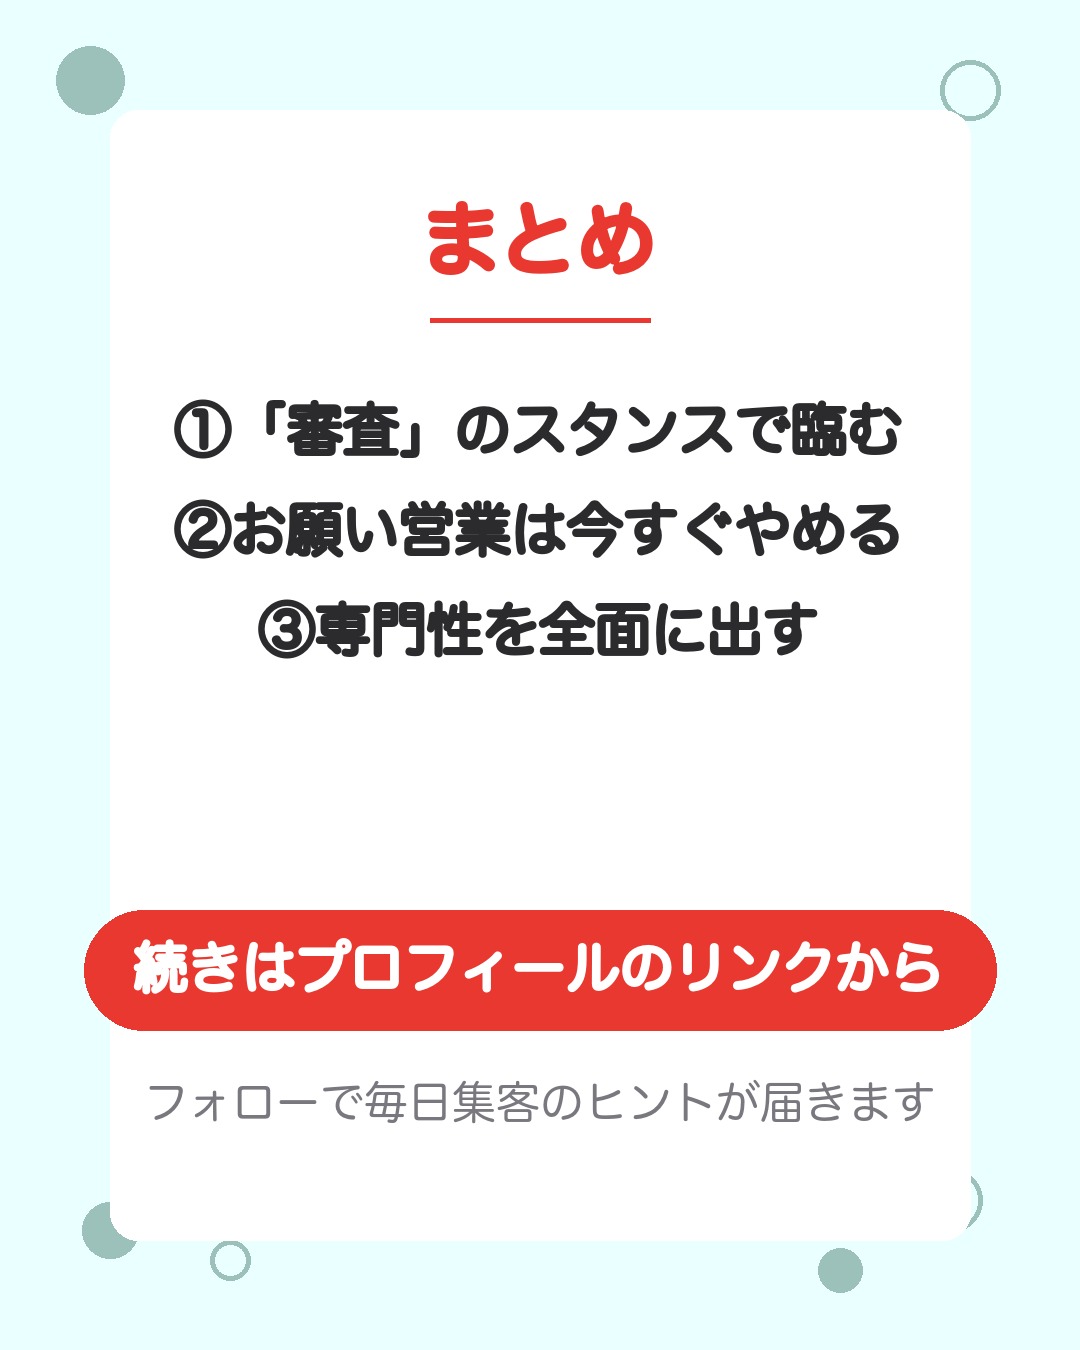 まとめ
①「審査」のスタンスで臨む
②お願い営業は今すぐやめる
③専門性を全面に出す
続きはプロフィールのリンクから
フォローで毎日集客のヒントが届きます